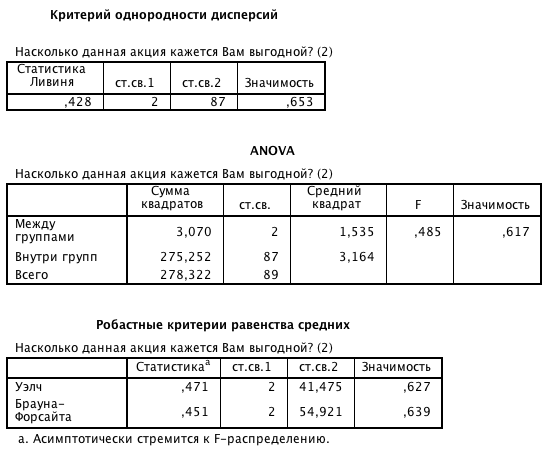 Критерий однородности дисперсий
Насколько данная акция кажется Вам выгодной? (2)
Статистика Ливиня ст.св.1 ст.св.2 Значимость
,428 2 87 ,653
ANOVA
Насколько данная акция кажется Вам выгодной? (2)
Сумма квадратов ст.св. Средний квадрат F Значимость
Между группами 3,070 2 1,535 ,485 ,617
Внутри групп 275,252 87 3,164
Всего 278,322 89
Робастные критерии равенства средних
Насколько данная акция кажется Вам выгодной? (2)
Статистикаa ст.св.1 ст.св.2 Значимость
Уэлч ,471 2 41,475 ,627
Брауна-Форсайта ,451 2 54,921 ,639
a. Асимптотически стремится к F-распределению.